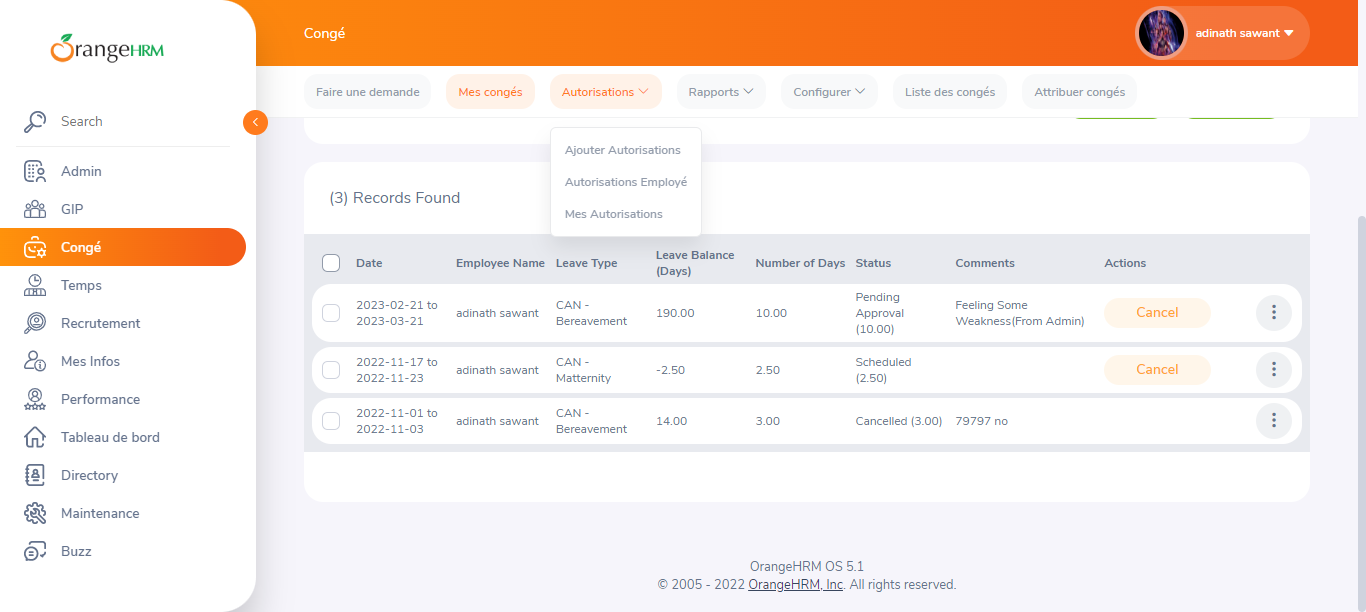 OrangeHRM
Congé
adinath sawant
Faire une demande
Mes congés
Autorisations
Rapports
Configurer
Liste des congés
Attribuer congés
Search
Admin
GIP
Congé
Temps
Recrutement
Mes Infos
Performance
Tableau de bord
Directory
Maintenance
Buzz
Ajouter Autorisations
Autorisations Employé
Mes Autorisations
(3) Records Found
Date
Employee Name
Leave Type
Leave Balance
(Days)
Number of Days
Status
Comments
Actions
2023-02-21 to
2023-03-21
adinath sawant
CAN -
Bereavement
190.00
10.00
Pending
Approval
(10.00)
Feeling Some
Weakness(From Admin)
Cancel
2022-11-17 to
2022-11-23
adinath sawant
CAN -
Matternity
-2.50
2.50
Scheduled
(2.50)
Cancel
2022-11-01 to
2022-11-03
adinath sawant
CAN -
Bereavement
14.00
3.00
Cancelled (3.00)
79797 no
OrangeHRM OS 5.1
© 2005 - 2022 OrangeHRM, Inc. All rights reserved.